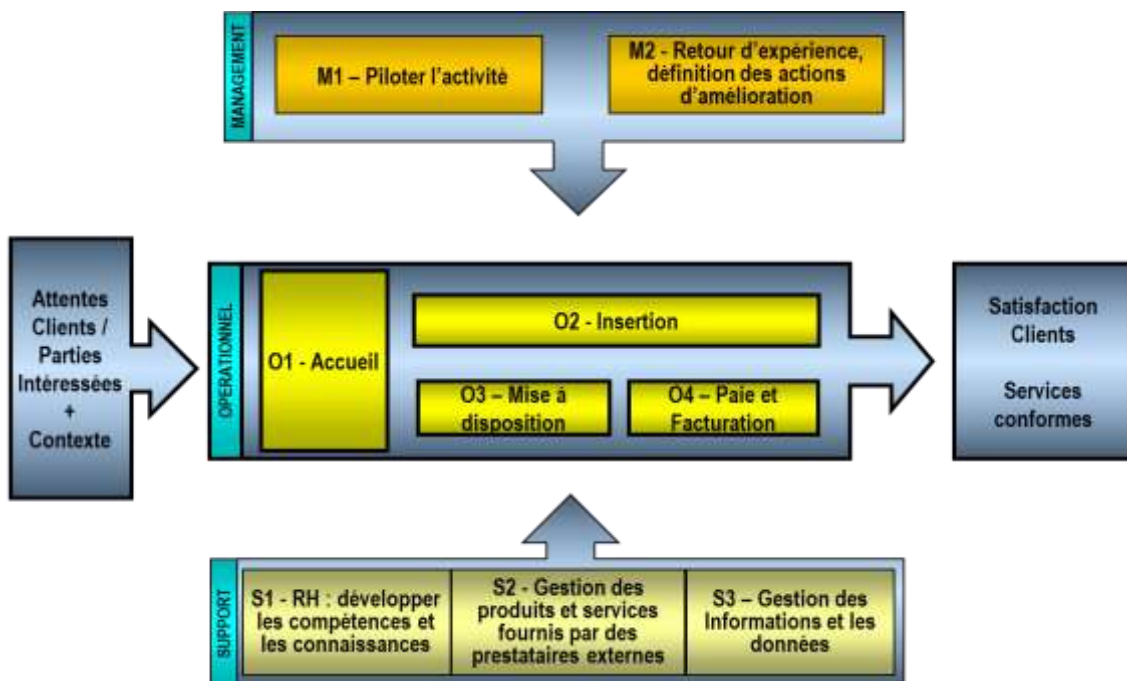 MANAGEMENT
M1 – Piloter l’activité
M2 - Retour d’expérience,
définition des actions
d’amélioration
Attentes
Clients /
Parties
Intéressées
+
Contexte
OPERATIONNEL
O1 - Accueil
O2 - Insertion
O3 – Mise à
disposition
O4 – Paie et
Facturation
Satisfaction
Clients
Services
conformes
SUPPORT
S1 - RH : développer
les compétences et
les connaissances
S2 - Gestion des
produits et services
fournis par des
prestataires externes
S3 – Gestion des
Informations et les
données